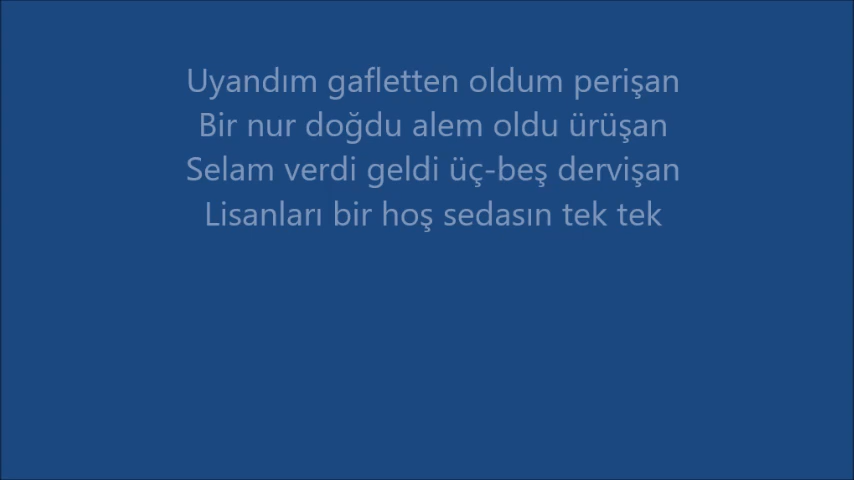 Uyandım gafletten oldum perişan
Bir nur doğdu alem oldu ürüşan
Selam verdi geldi üç-beş dervişan
Lisanları bir hoş sedasın tek tek